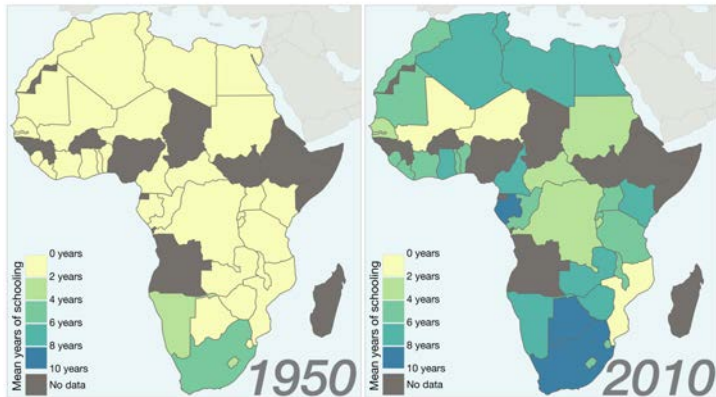 Mean years of schooling
0 years
2 years
4 years
6 years
8 years
10 years
No data
1950
Mean years of schooling
0 years
2 years
4 years
6 years
8 years
10 years
No data
2010